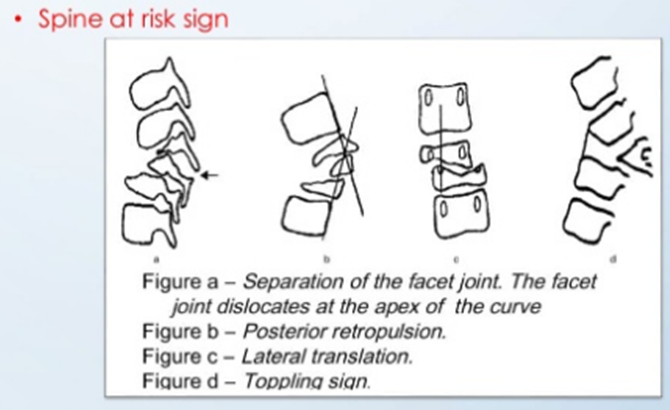 • Spine at risk sign
a b c d
Figure a – Separation of the facet joint. The facet
joint dislocates at the apex of the curve
Figure b – Posterior retropulsion.
Figure c – Lateral translation.
Figure d – Toppling sign.